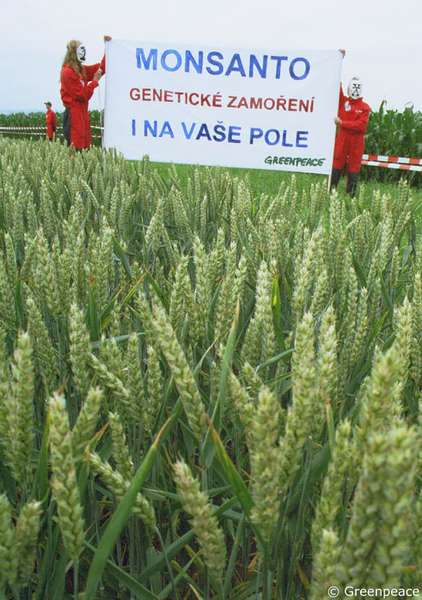 MONSANTO
GENETICKÉ ZAMOŘENÍ
I NA VAŠE POLE
GREENPEACE
© Greenpeace